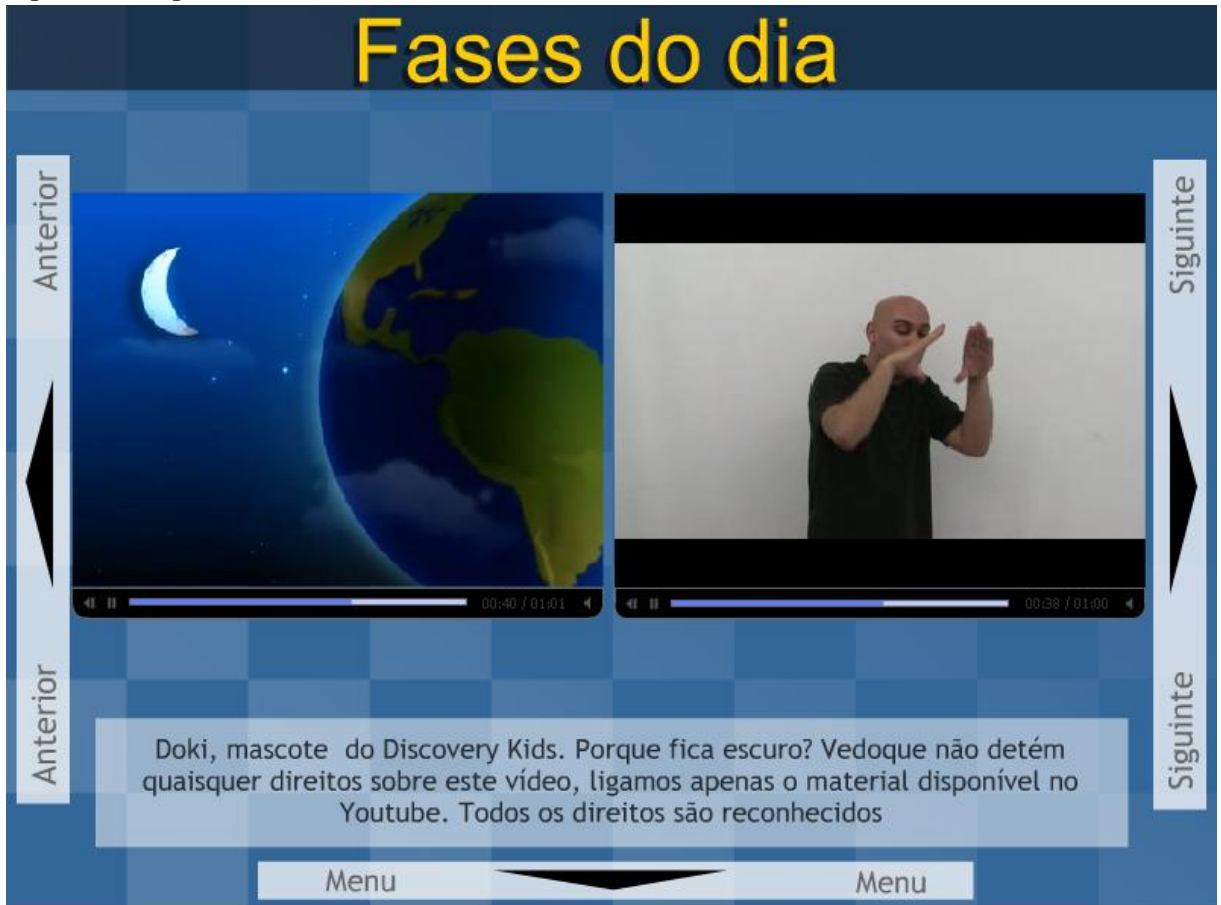 Fases do dia
Anterior
Siguinte
00:40 / 01:01
00:38 / 01:00
Anterior
Siguinte
Doki, mascote do Discovery Kids. Porque fica escuro? Vedoque não detém
quaisquer direitos sobre este vídeo, ligamos apenas o material disponível no
Youtube. Todos os direitos são reconhecidos
Menu
Menu